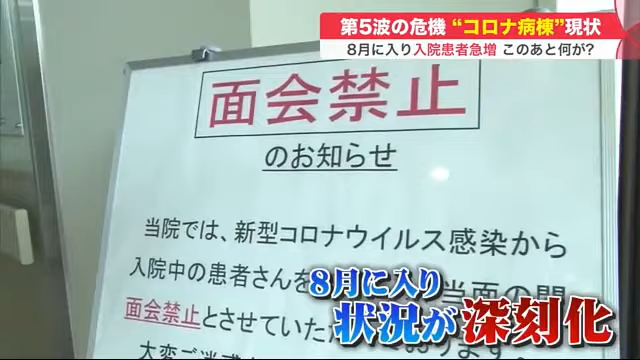 第5波の危機 “コロナ病棟”現状
8月に入り入院患者急増 このあと何が?
面会禁止
のお知らせ
当院では、新型コロナウイルス感染から
入院中の患者さんを 当面の間
面会禁止とさせていただ
8月に入り
状況が 深刻化